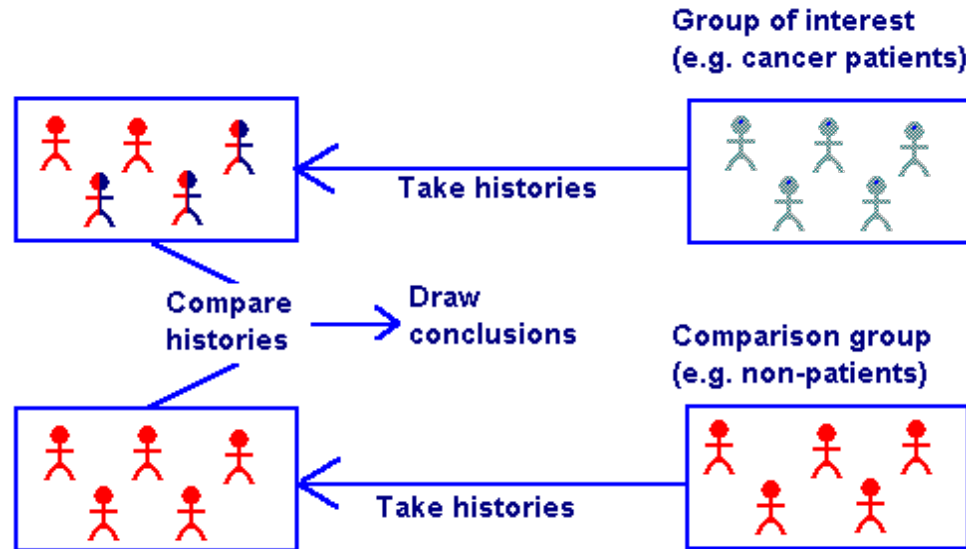 Group of interest
(e.g. cancer patients)
Take histories
Compare
histories
Draw
conclusions
Comparison group
(e.g. non-patients)
Take histories